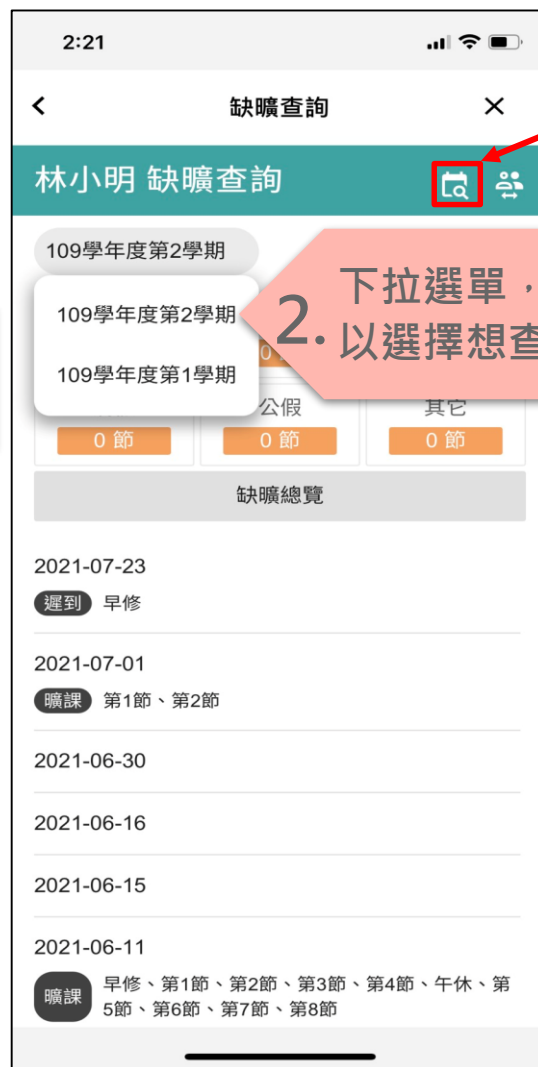 2:21
缺曠查詢
林小明 缺曠查詢
109學年度第2學期
109學年度第2學期
109學年度第1學期
2.
下拉選單，
以選擇想查
公假
其它
0 節
0 節
0 節
缺曠總覽
2021-07-23
遲到 早修
2021-07-01
曠課 第1節、第2節
2021-06-30
2021-06-16
2021-06-15
2021-06-11
曠課 早修、第1節、第2節、第3節、第4節、午休、第
5節、第6節、第7節、第8節